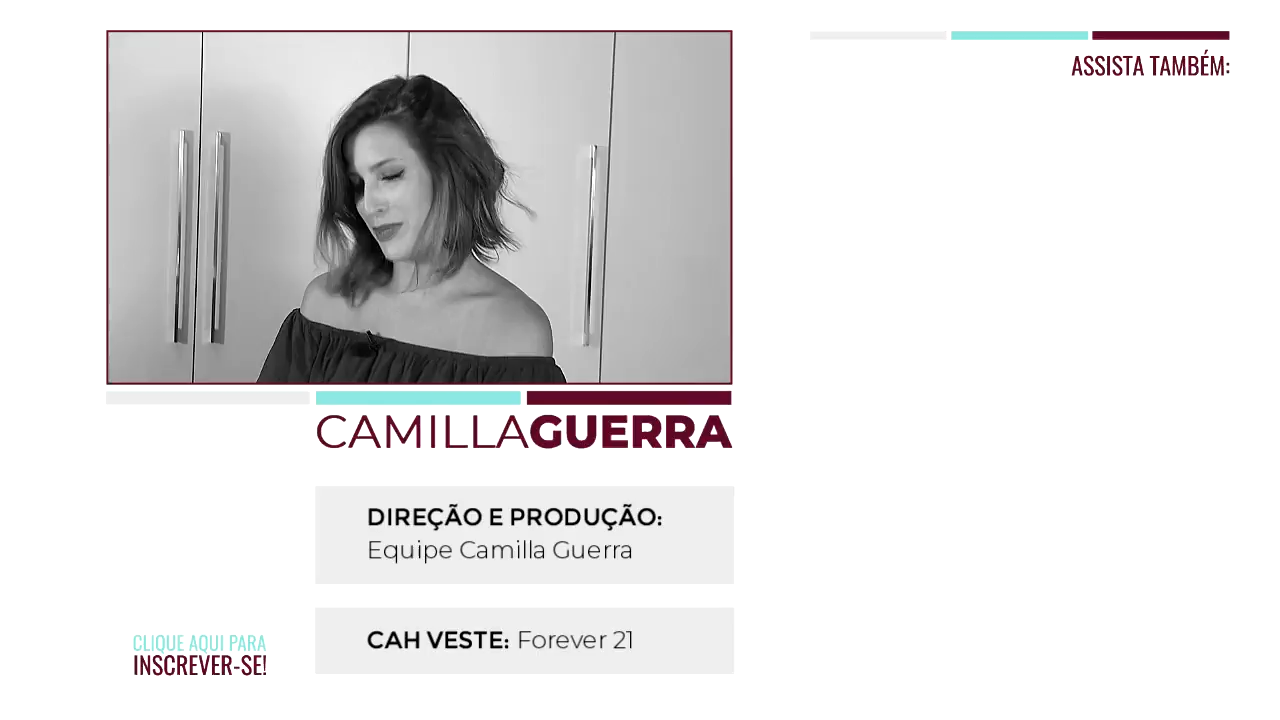 ASSISTA TAMBÉM:
CAMILLAGUERRA
DIREÇÃO E PRODUÇÃO:
Equipe Camilla Guerra
CAH VESTE: Forever 21
CLIQUE AQUI PARA
INSCREVER-SE!